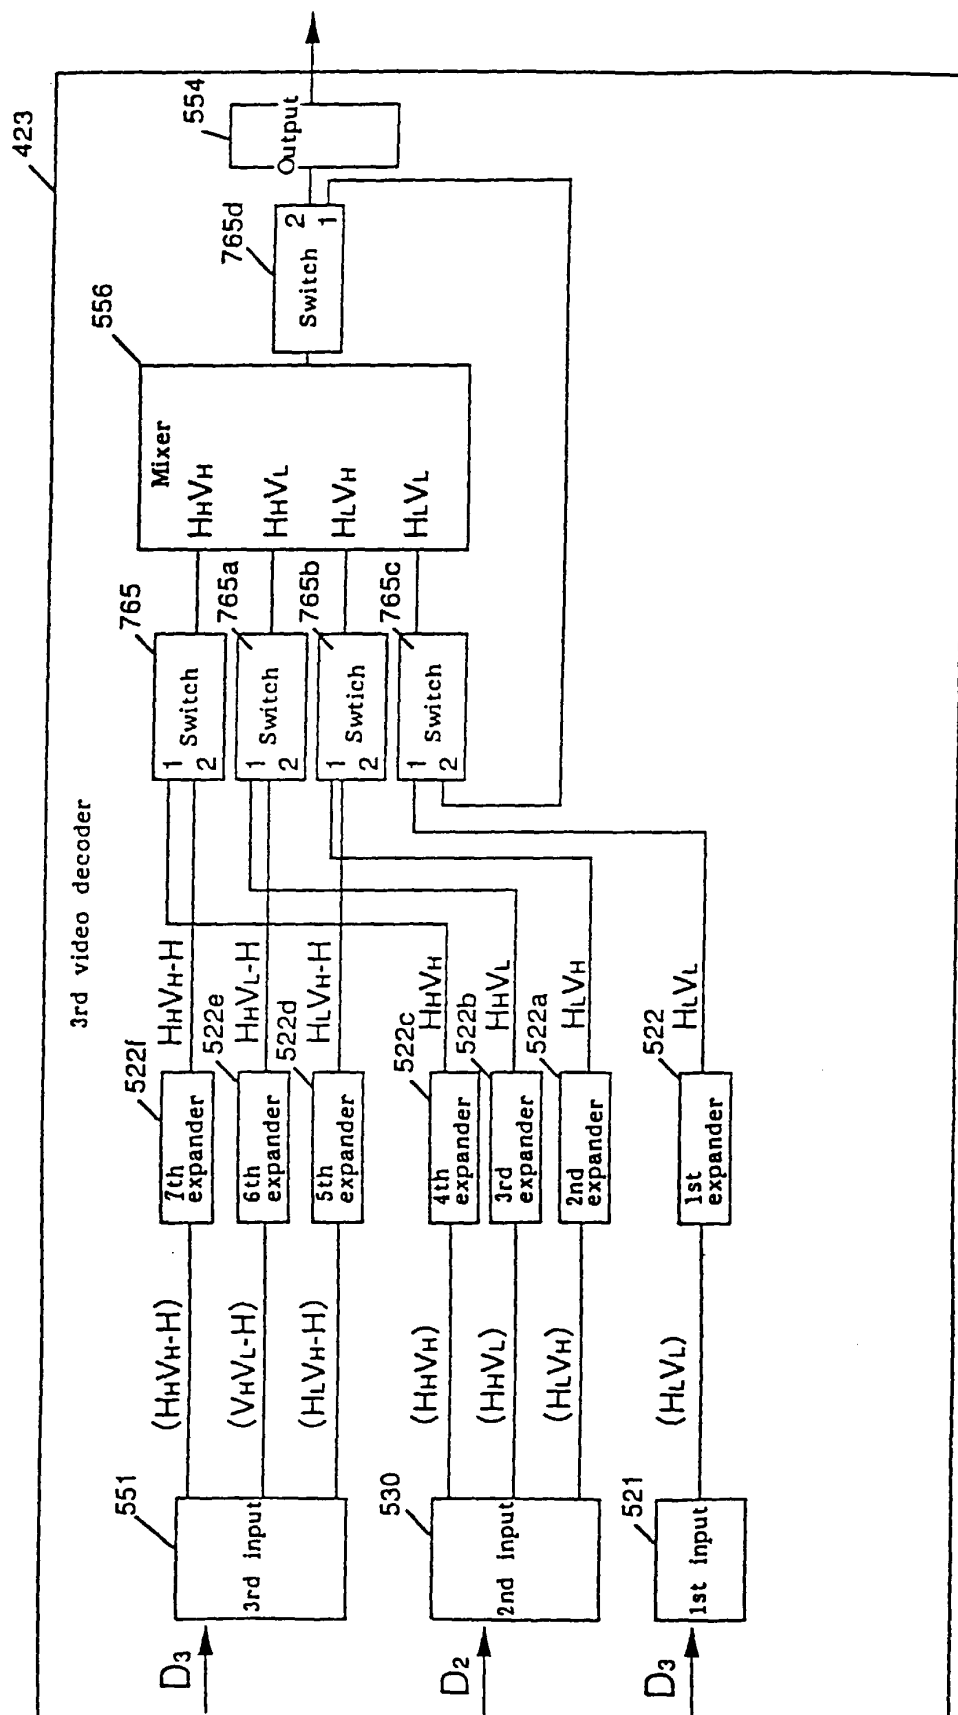 423
3rd video decoder
D3
551
3rd input
(HHVH-H)
(VHVL-H)
(HLVH-H)
522f
7th
expander
HHVH-H
522e
6th
expander
HHVL-H
522d
5th
expander
HLVH-H
D2
530
2nd input
(HHVH)
(HHVL)
(HLVH)
522c
4th
expander
HHVH
522b
3rd
expander
HHVL
522a
2nd
expander
HLVH
D3
521
1st input
(HLVL)
522
1st
expander
HLVL
765
1
2
Switch
765a
1
2
Switch
765b
1
2
Swtich
765c
1
2
Switch
556
Mixer
HHVH
HHVL
HLVH
HLVL
765d
Switch
2
1
554
Output